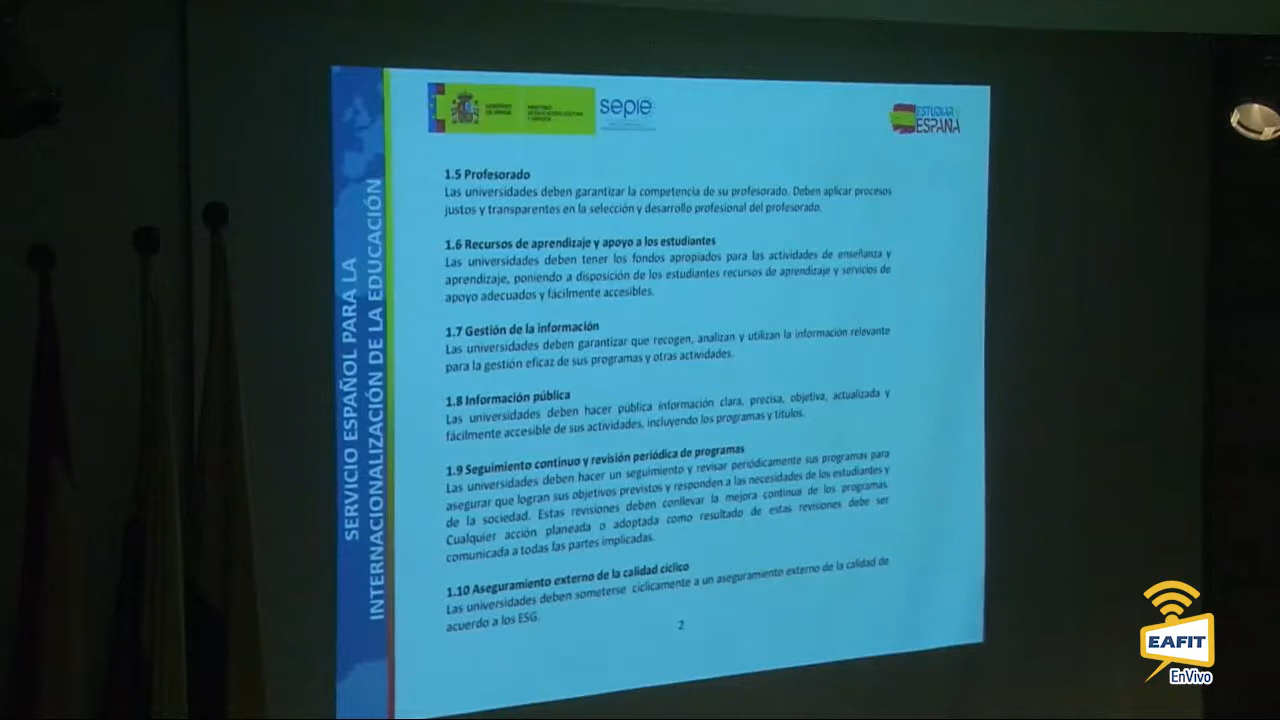 GOBIERNO
DE ESPAÑA
MINISTERIO
DE EDUCACIÓN, CULTURA
Y DEPORTE
sepie
ESTUDIAR EN
ESPAÑA
SERVICIO ESPAÑOL PARA LA
INTERNACIONALIZACIÓN DE LA EDUCACIÓN
1.5 Profesorado
Las universidades deben garantizar la competencia de su profesorado. Deben aplicar procesos
justos y transparentes en la selección y desarrollo profesional del profesorado.
1.6 Recursos de aprendizaje y apoyo a los estudiantes
Las universidades deben tener los fondos apropiados para las actividades de enseñanza y
aprendizaje, poniendo a disposición de los estudiantes recursos de aprendizaje y servicios de
apoyo adecuados y fácilmente accesibles.
1.7 Gestión de la información
Las universidades deben garantizar que recogen, analizan y utilizan la información relevante
para la gestión eficaz de sus programas y otras actividades.
1.8 Información pública
Las universidades deben hacer pública información clara, precisa, objetiva, actualizada y
fácilmente accesible de sus actividades, incluyendo los programas y títulos.
1.9 Seguimiento continuo y revisión periódica de programas
Las universidades deben hacer un seguimiento y revisar periódicamente sus programas para
asegurar que logran sus objetivos previstos y responden a las necesidades de los estudiantes y
de la sociedad. Estas revisiones deben conllevar la mejora continua de los programas.
Cualquier acción planeada o adoptada como resultado de estas revisiones debe ser
comunicada a todas las partes implicadas.
1.10 Aseguramiento externo de la calidad cíclico
Las universidades deben someterse cíclicamente a un aseguramiento externo de la calidad de
acuerdo a los ESG.
2
EAFIT
EnVivo